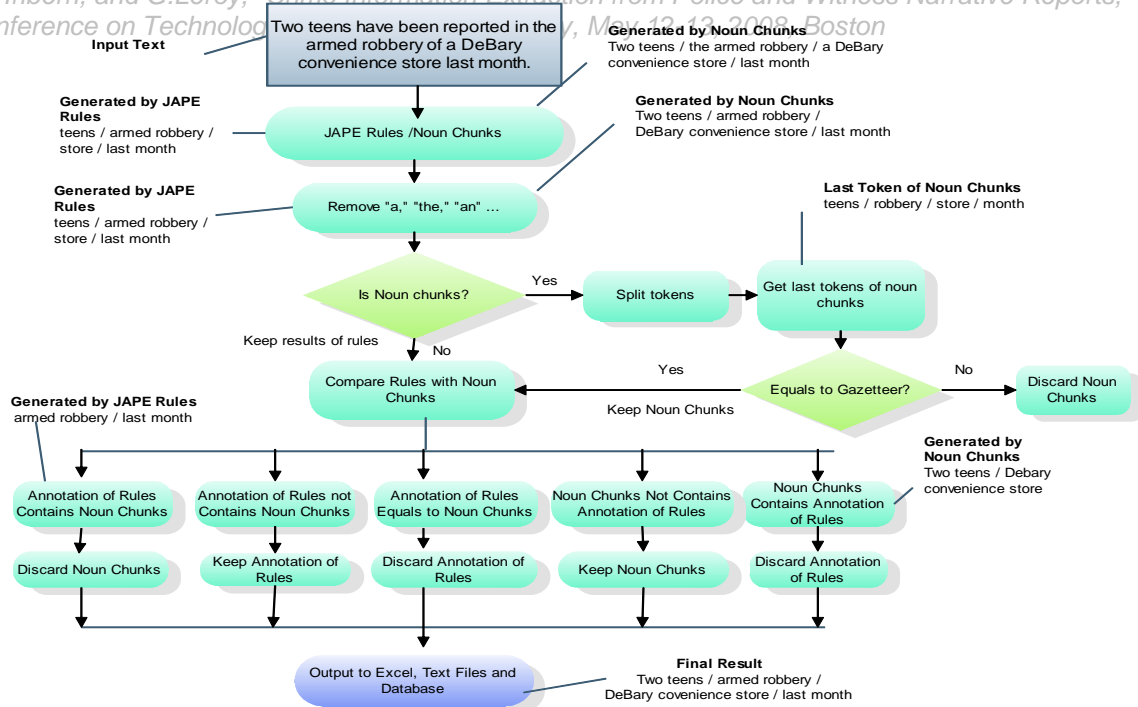 mborn, and G.Leroy,
from Police and Witness Narrative Reports,
nference on Technolog
y, May 12-13, 2008, Boston
Input Text
Two teens have been reported in the
armed robbery of a DeBary
convenience store last month.
Generated by Noun Chunks
Two teens / the armed robbery / a DeBary
convenience store / last month
Generated by JAPE
Rules
teens / armed robbery /
store / last month
JAPE Rules /Noun Chunks
Generated by Noun Chunks
Two teens / armed robbery /
DeBary convenience store / last month
Generated by JAPE
Rules
teens / armed robbery /
store / last month
Remove "a," "the," "an" ...
Last Token of Noun Chunks
teens / robbery / store / month
Is Noun chunks?
Yes
Split tokens
Get last tokens of noun
chunks
Keep results of rules
No
Compare Rules with Noun
Chunks
Yes
Keep Noun Chunks
Equals to Gazetteer?
No
Discard Noun
Chunks
Generated by JAPE Rules
armed robbery / last month
Generated by
Noun Chunks
Two teens / Debary
convenience store
Annotation of Rules
Contains Noun Chunks
Annotation of Rules not
Contains Noun Chunks
Annotation of Rules
Equals to Noun Chunks
Noun Chunks Not Contains
Annotation of Rules
Noun Chunks
Contains Annotation
of Rules
Discard Noun Chunks
Keep Annotation of
Rules
Discard Annotation of
Rules
Keep Noun Chunks
Discard Annotation
of Rules
Output to Excel, Text Files and
Database
Final Result
Two teens / armed robbery /
DeBary covenience store / last month